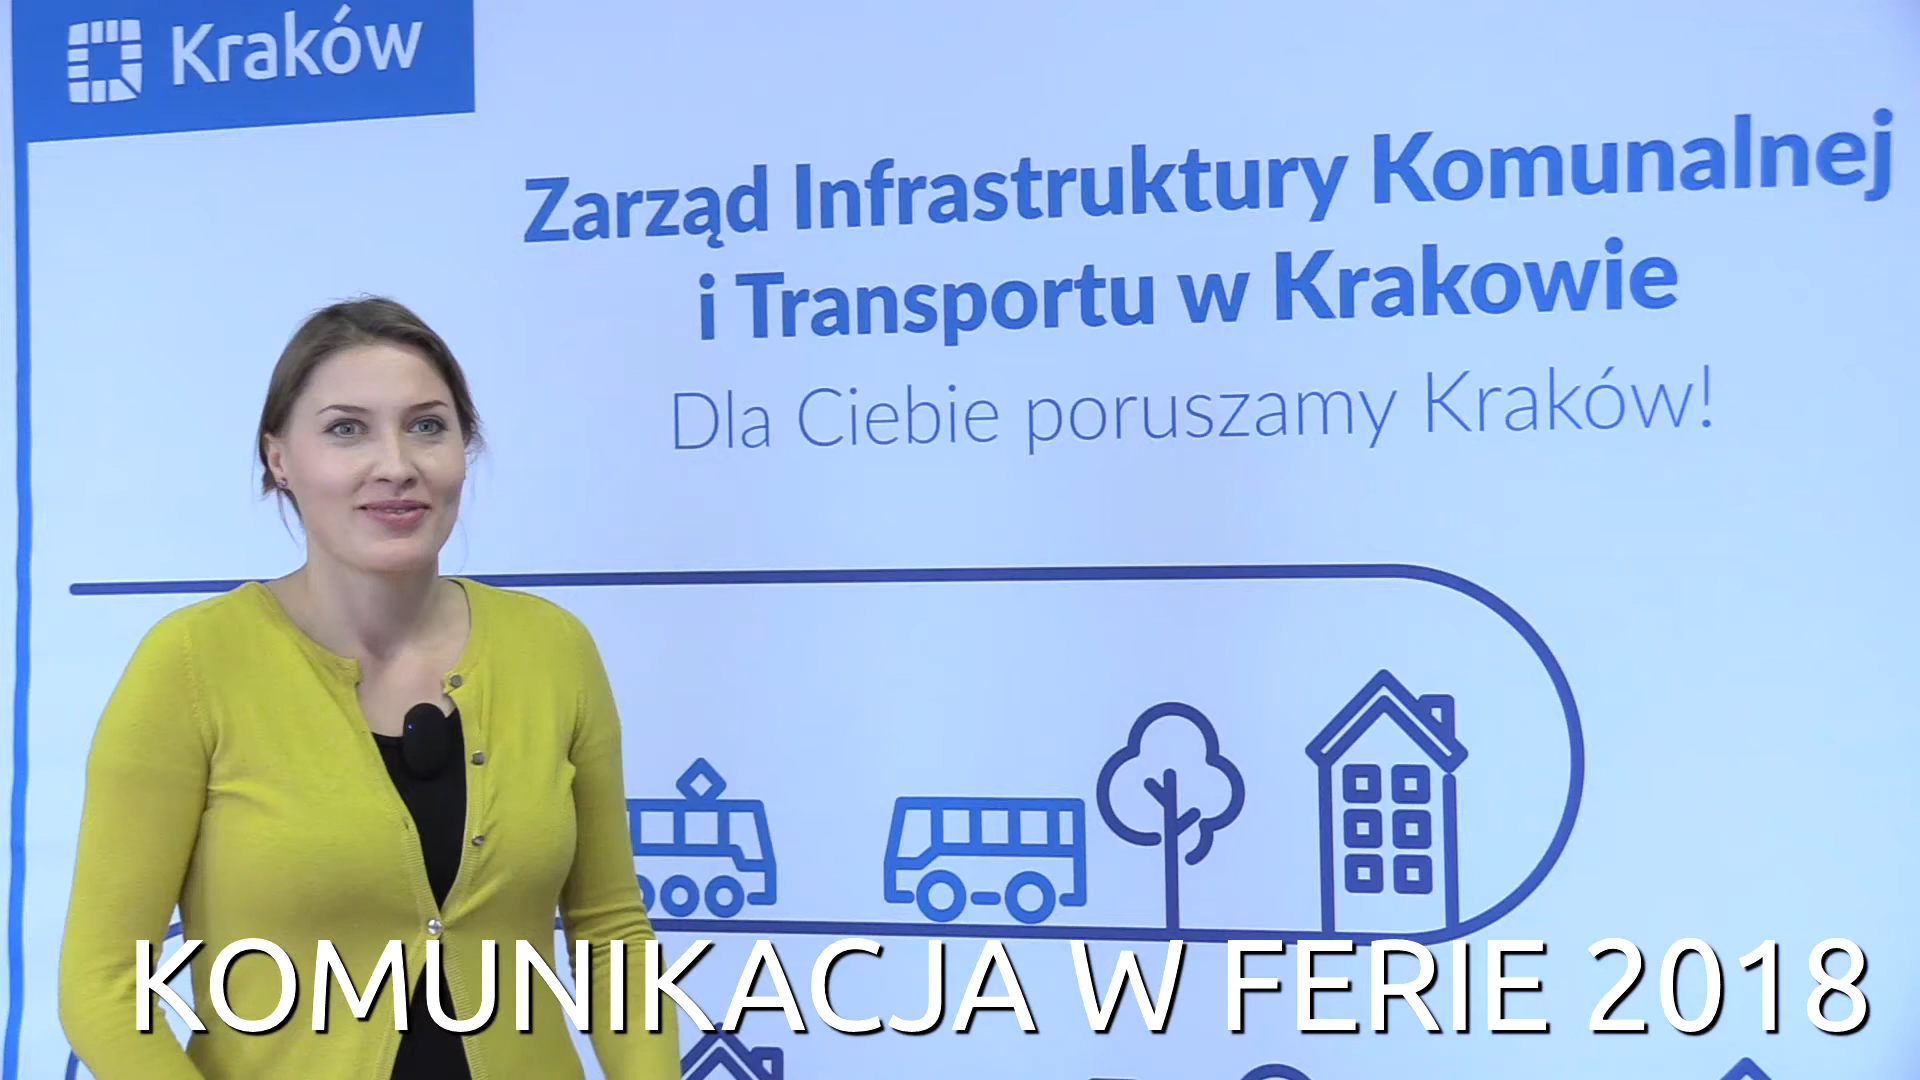 Kraków
Zarząd Infrastruktury Komunalnej
i Transportu w Krakowie
Dla Ciebie poruszamy Kraków!
KOMUNIKACJA W FERIE 2018